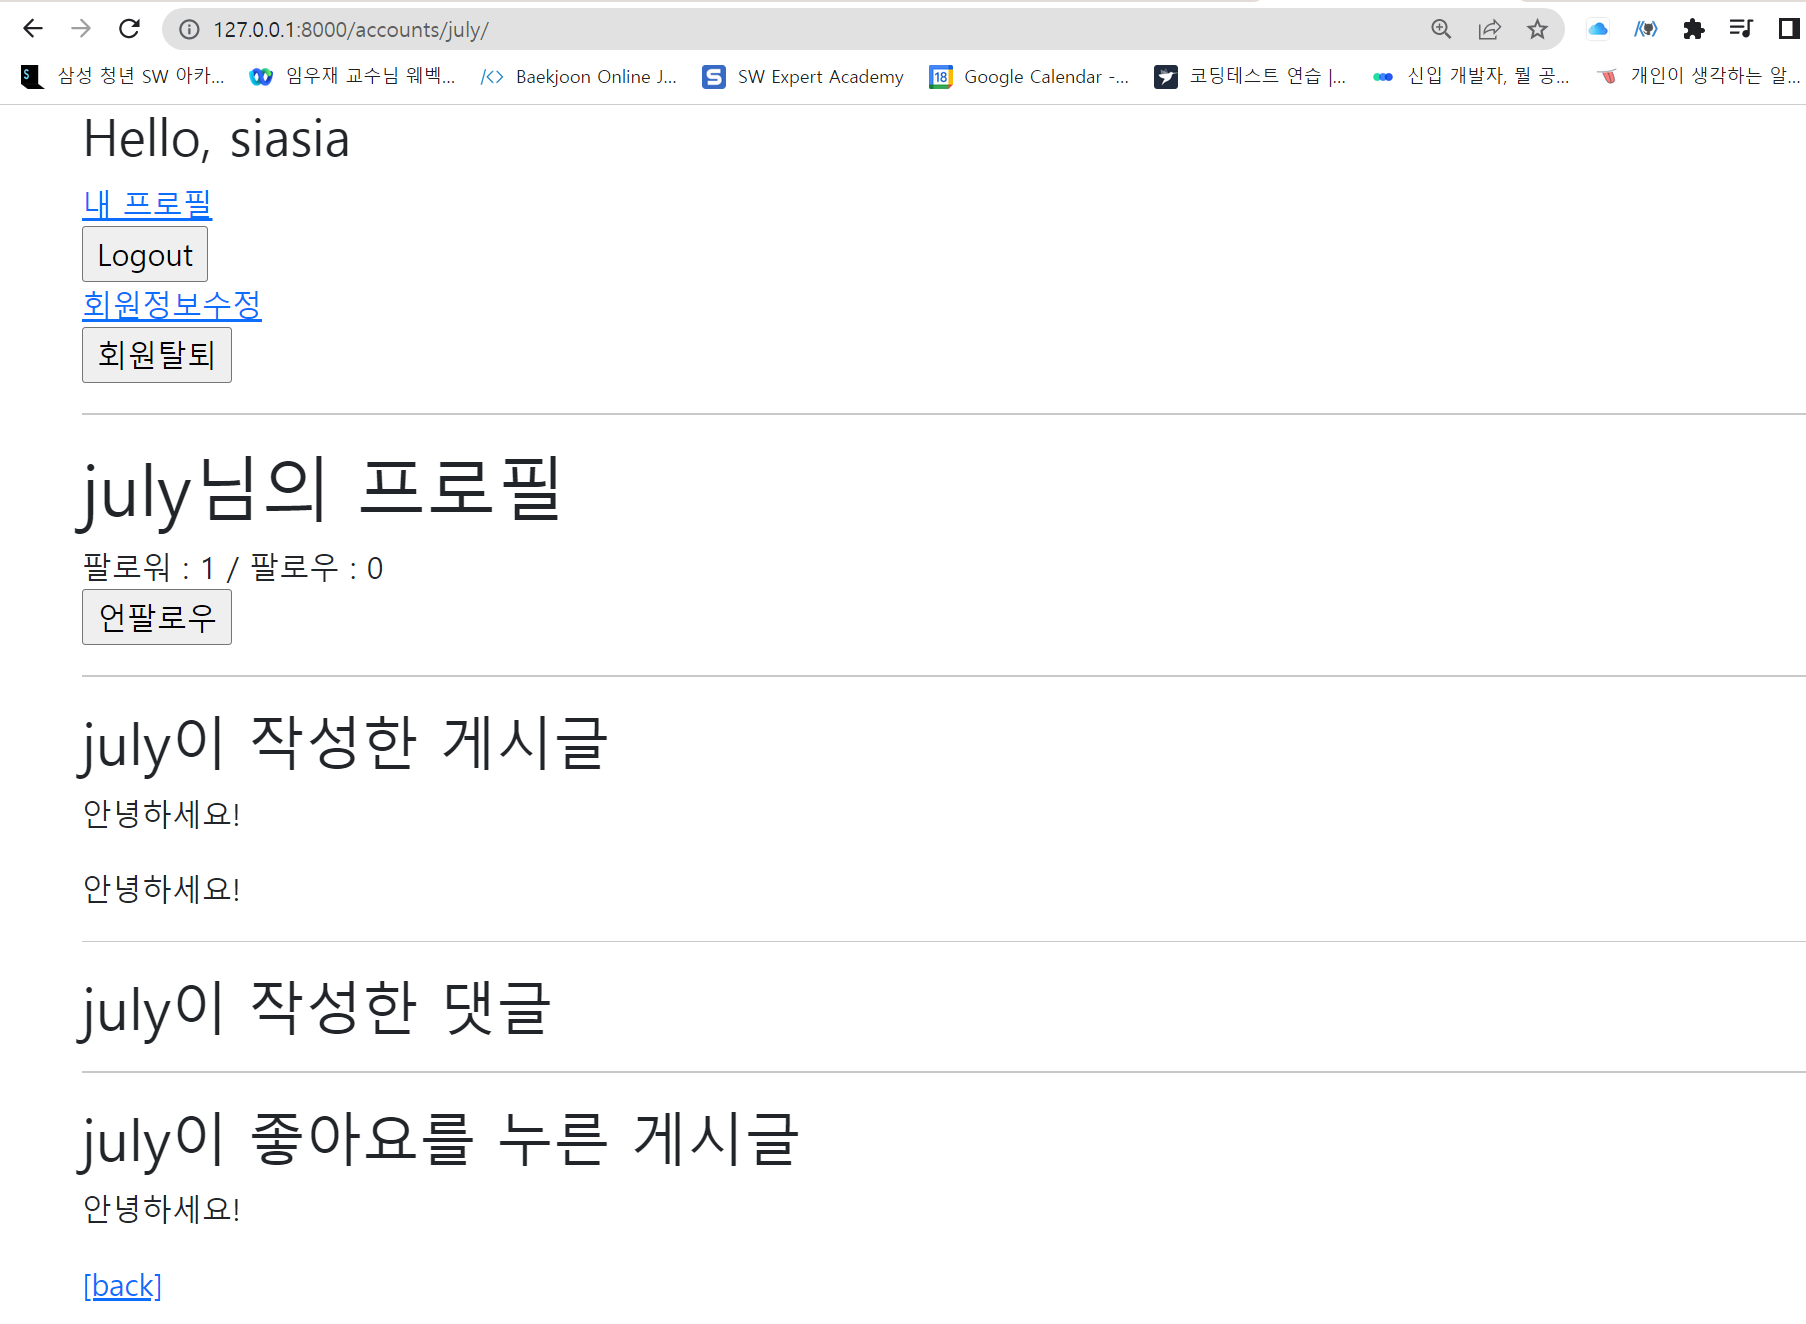 127.0.0.1:8000/accounts/july/
삼성 청년 SW 아카... 임우재 교수님 웨벡... Baekjoon Online J... SW Expert Academy 18 Google Calendar -... 코딩테스트 연습 |... 신입 개발자, 뭘 공... 개인이 생각하는 알...
Hello, siasia
내 프로필
Logout
회원정보수정
회원탈퇴
july님의 프로필
팔로워 : 1 / 팔로우 : 0
언팔로우
july이 작성한 게시글
안녕하세요!
안녕하세요!
july이 작성한 댓글
july이 좋아요를 누른 게시글
안녕하세요!
[back]